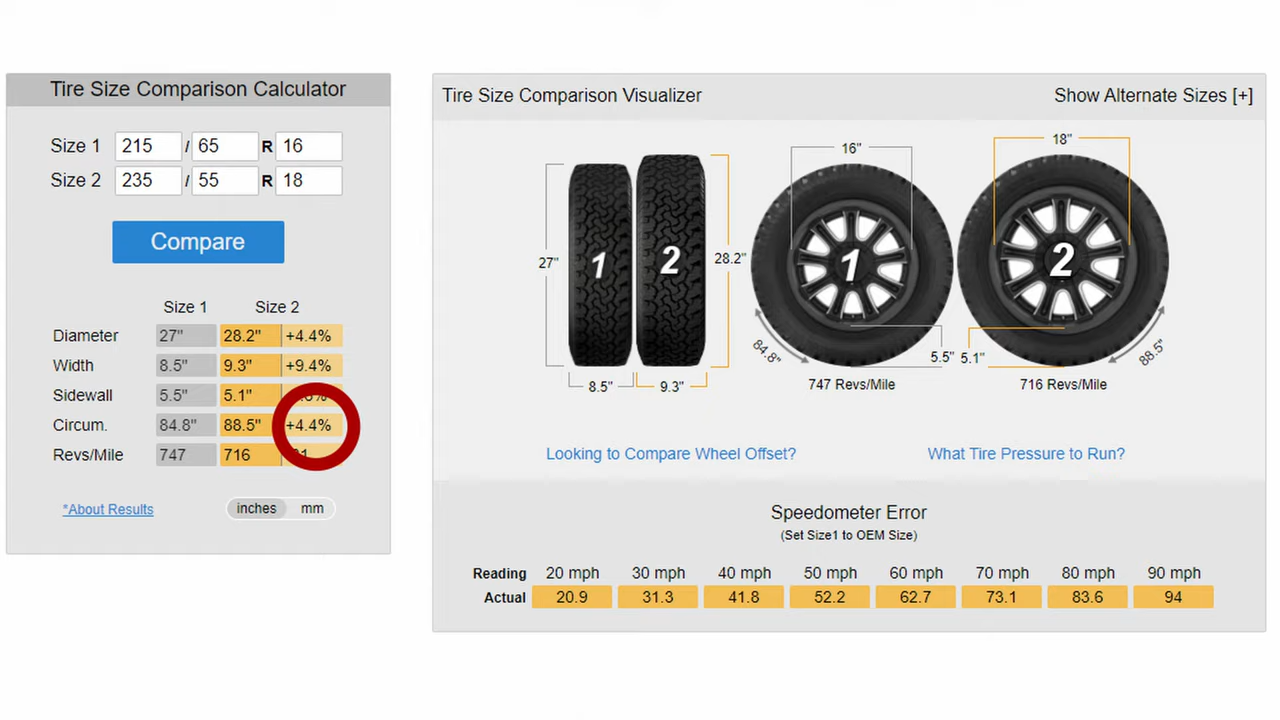 Tire Size Comparison Calculator
Size 1 215 / 65 R 16
Size 2 235 / 55 R 18
Compare
Size 1 Size 2
Diameter 27" 28.2" +4.4%
Width 8.5" 9.3" +9.4%
Sidewall 5.5" 5.1"
Circum. 84.8" 88.5" +4.4%
Revs/Mile 747 716
*About Results inches mm
Tire Size Comparison Visualizer Show Alternate Sizes [+]
16" 18"
27" 1 2 28.2" 1 2
84.8" 5.5" 5.1" 88.5"
8.5" 9.3" 747 Revs/Mile 716 Revs/Mile
Looking to Compare Wheel Offset? What Tire Pressure to Run?
Speedometer Error
(Set Size1 to OEM Size)
Reading 20 mph 30 mph 40 mph 50 mph 60 mph 70 mph 80 mph 90 mph
Actual 20.9 31.3 41.8 52.2 62.7 73.1 83.6 94